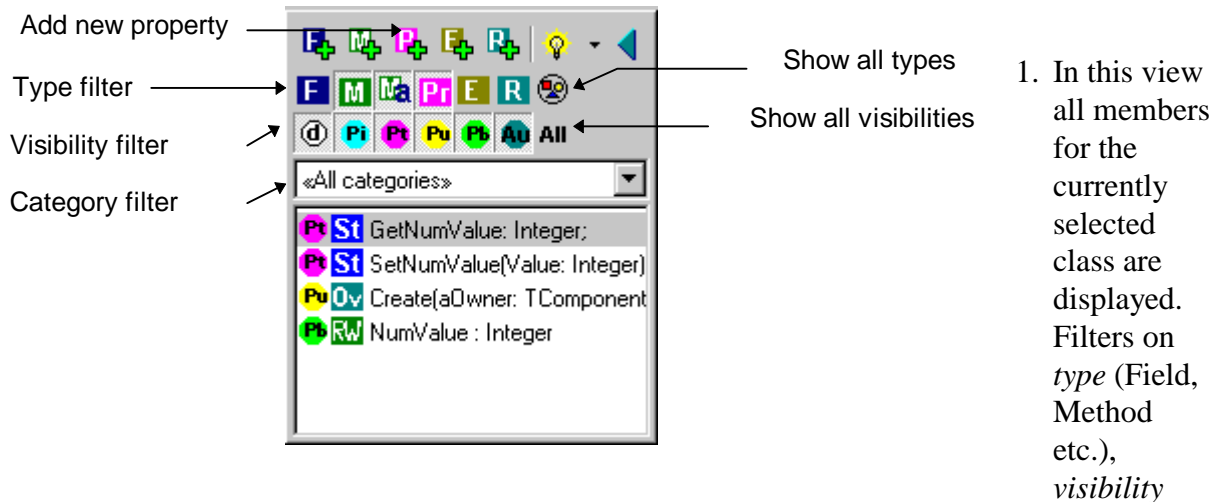 Add new property
Type filter
Visibility filter
Category filter
F M P E R
F M Ma Pr E R
d Pi Pt Pu Pb Au All
«All categories»
Pt St GetNumValue: Integer;
Pt St SetNumValue(Value: Integer)
Pu Ov Create(aOwner: TComponent
Pb RW NumValue : Integer
Show all types
Show all visibilities
1. In this view
all members
for the
currently
selected
class are
displayed.
Filters on
type (Field,
Method
etc.),
visibility